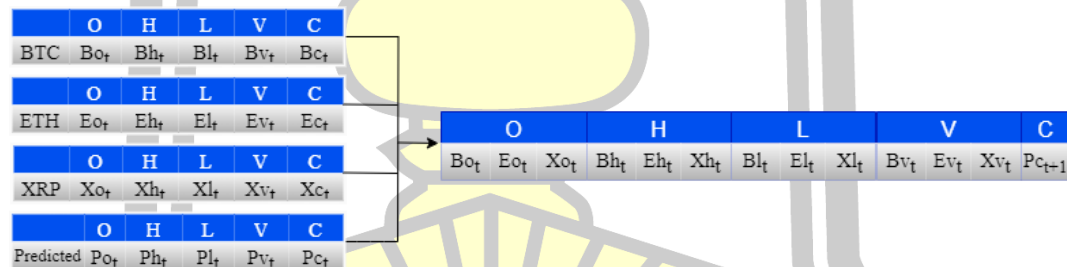 O H L V C
BTC Boₜ Bhₜ Blₜ Bvₜ Bcₜ
O H L V C
ETH Eoₜ Ehₜ Elₜ Evₜ Ecₜ
O H L V C
XRP Xoₜ Xhₜ Xlₜ Xvₜ Xcₜ
O H L V C
Predicted Poₜ Phₜ Plₜ Pvₜ Pcₜ
O H L V C
Boₜ Eoₜ Xoₜ Bhₜ Ehₜ Xhₜ Blₜ Elₜ Xlₜ Bvₜ Evₜ Xvₜ Pcₜ₊₁